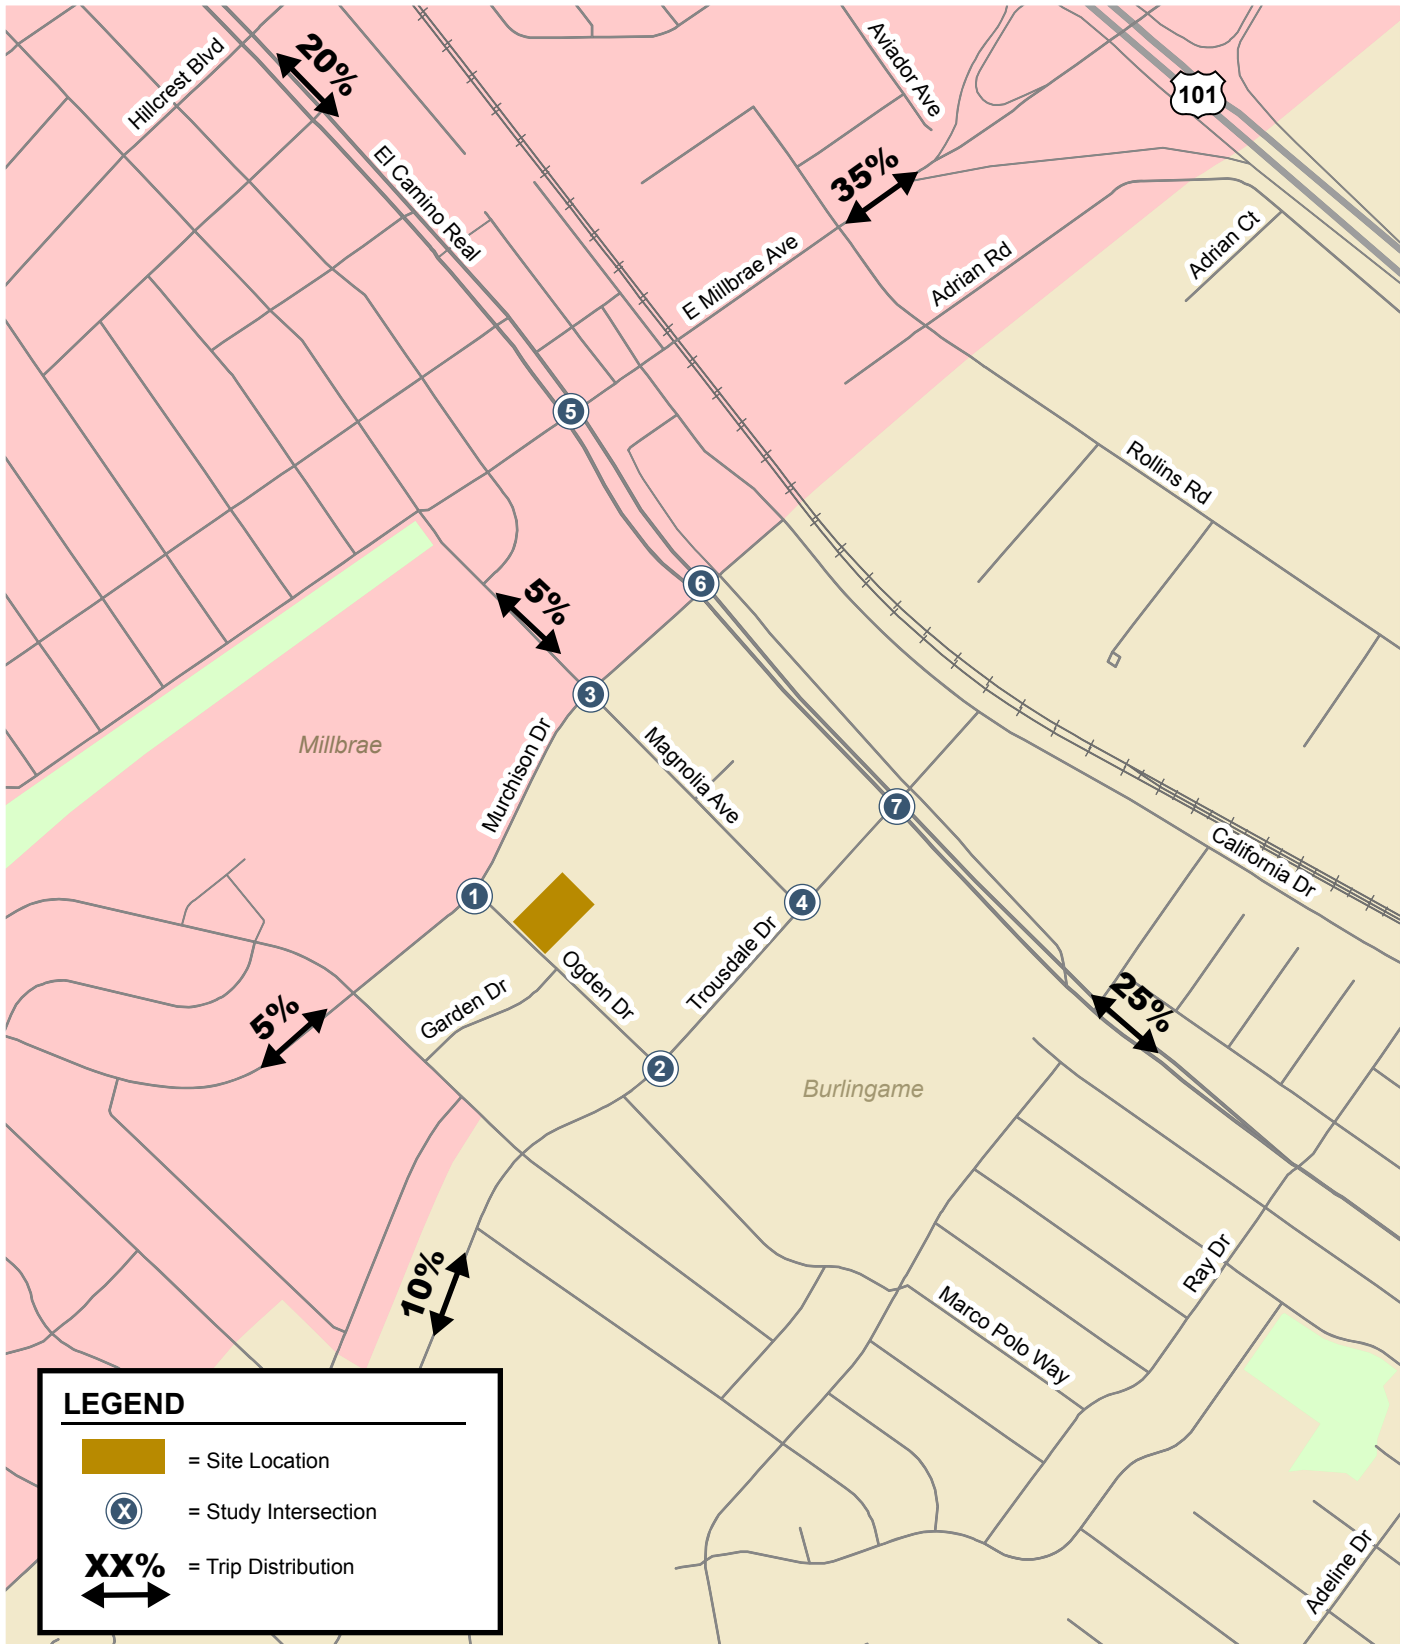 Hillcrest Blvd
20%
Aviador Ave
101
El Camino Real
35%
E Millbrae Ave
Adrian Rd
Adrian Ct
5
Rollins Rd
6
5%
3
Millbrae
Murchison Dr
Magnolia Ave
7
California Dr
1
4
Ogden Dr
Trousdale Dr
Garden Dr
5%
25%
2
Burlingame
10%
Ray Dr
Marco Polo Way
Adeline Dr
LEGEND
= Site Location
X
= Study Intersection
XX%
= Trip Distribution